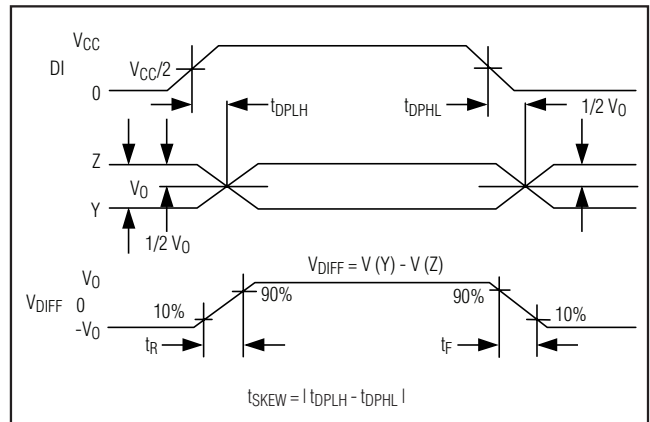 VCC
DI
VCC/2
0
tDPLH
tDPHL
1/2 VO
Z
VO
Y
1/2 VO
VDIFF = V (Y) - V (Z)
VO
VDIFF 0
-VO
10%
90%
90%
10%
tR
tF
tSKEW = | tDPLH - tDPHL |